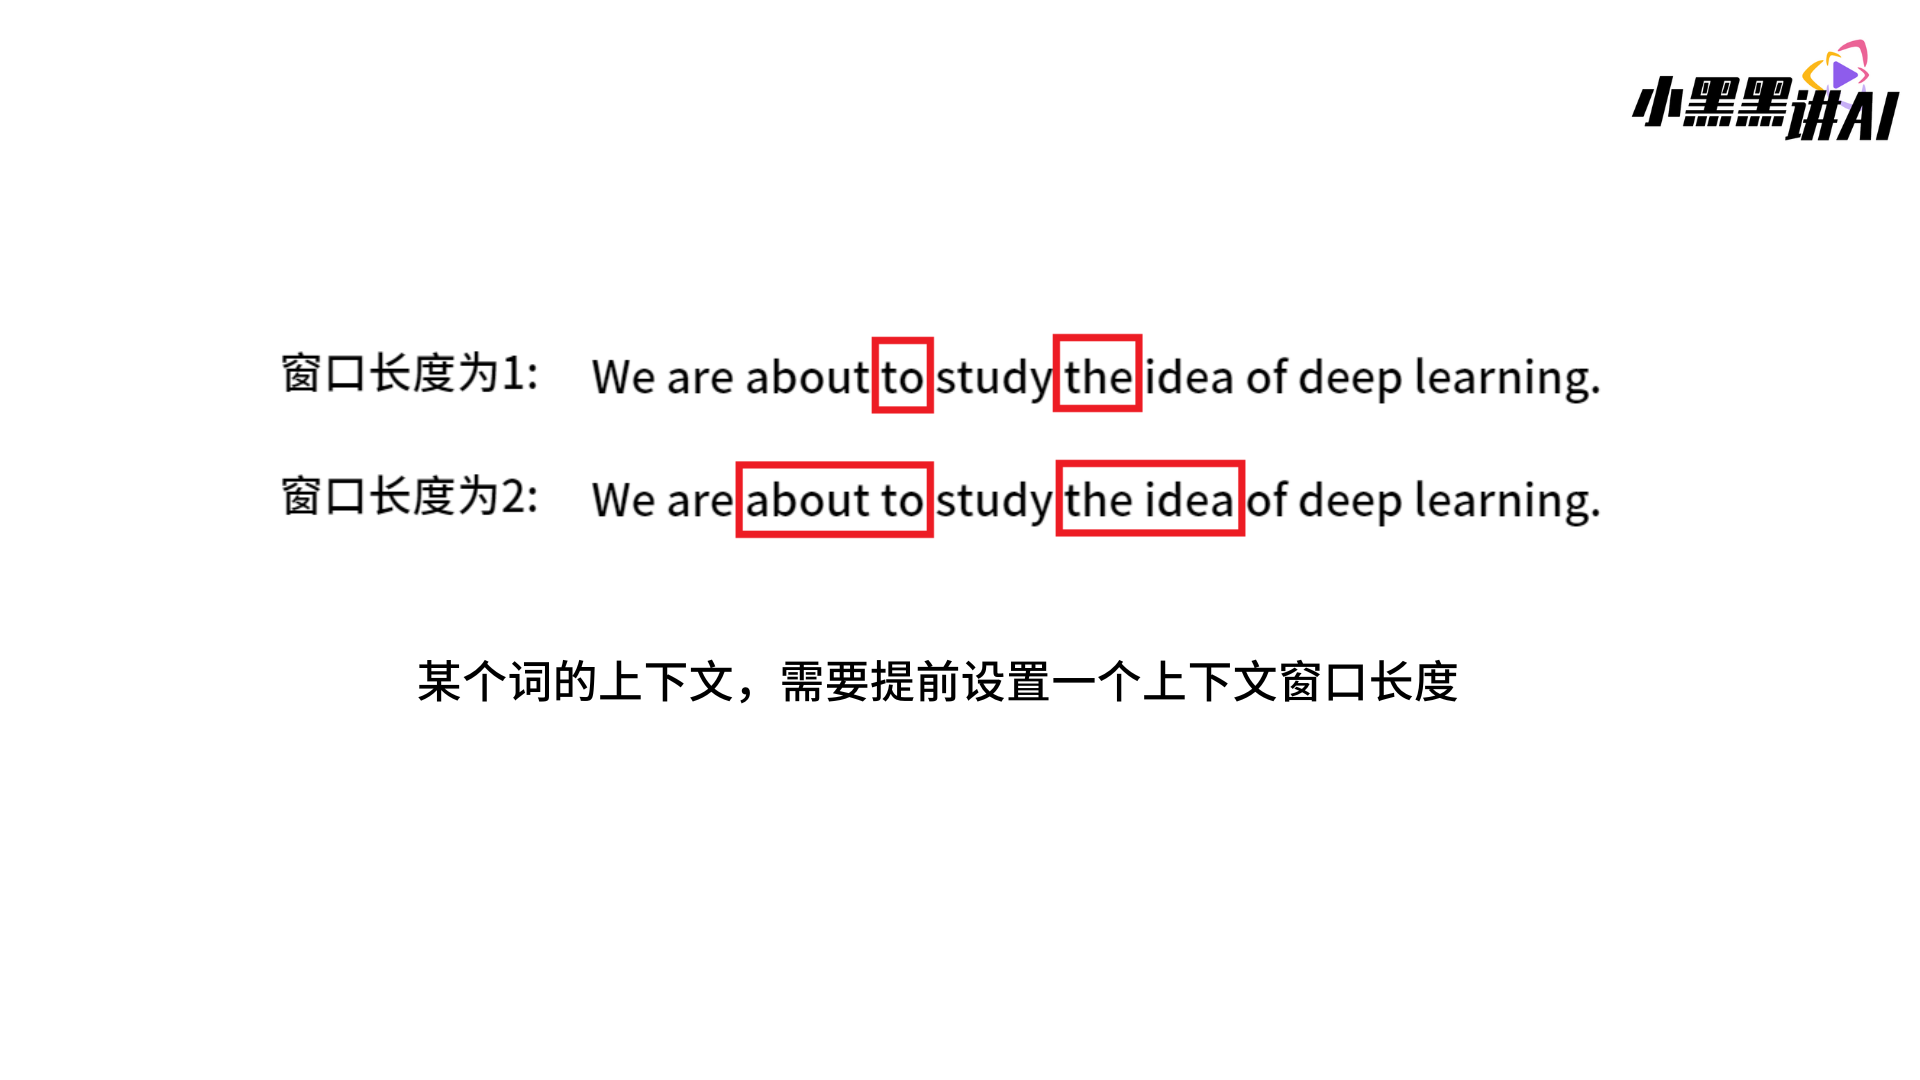 小黑黑讲AI
窗口长度为1: We are about to study the idea of deep learning.
窗口长度为2: We are about to study the idea of deep learning.
某个词的上下文，需要提前设置一个上下文窗口长度